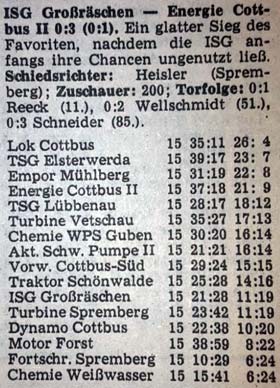 ISG Großräschen — Energie Cott-
bus II 0:3 (0:1). Ein glatter Sieg des
Favoriten, nachdem die ISG an-
fangs ihre Chancen ungenutzt ließ.
Schiedsrichter: Heisler (Sprem-
berg); Zuschauer: 200; Torfolge: 0:1
Reeck (11.), 0:2 Wellschmidt (51.),
0:3 Schneider (85.).
Lok Cottbus 15 35:11 26: 4
TSG Elsterwerda 15 39:17 23: 7
Empor Mühlberg 15 31:19 22: 8
Energie Cottbus II 15 37:18 21: 9
TSG Lübbenau 15 28:17 18:12
Turbine Vetschau 15 35:27 17:13
Chemie WPS Guben 15 30:20 16:14
Akt. Schw. Pumpe II 15 21:21 16:14
Vorw. Cottbus-Süd 15 29:24 15:15
Traktor Schönwalde 15 25:28 14:16
ISG Großräschen 15 21:28 11:19
Turbine Spremberg 15 23:42 11:19
Dynamo Cottbus 15 22:38 10:20
Motor Forst 15 38:59 8:22
Fortschr. Spremberg 15 10:29 6:24
Chemie Weißwasser 15 15:41 6:24